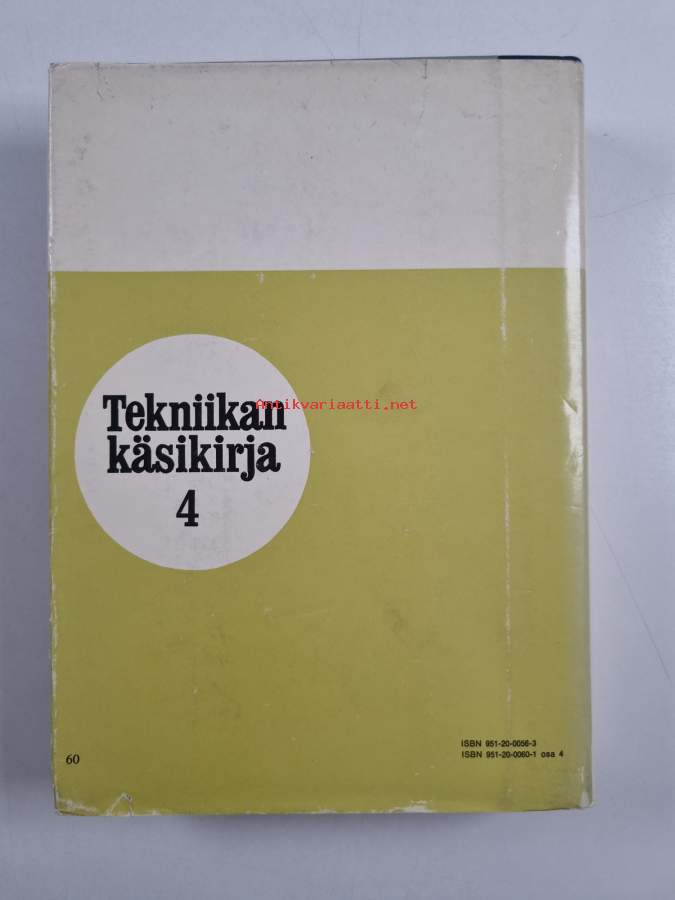 Tekniikan
Antikvariaatti.net
käsikirja
4
ISBN 951-20-0056-3
ISBN 951-20-0060-1 osa 4
60